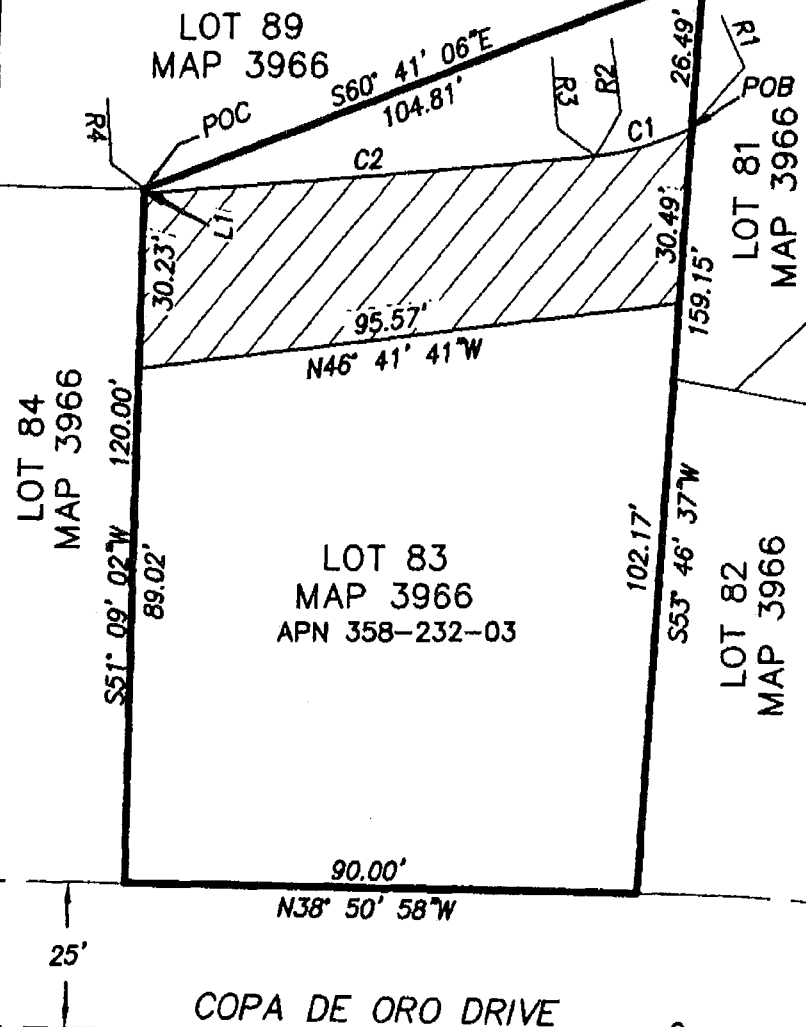 LOT 89
MAP 3966
S60° 41' 06"E
104.81'
26.49'
R1
POB
R4
POC
R3
R2
C1
C2
L1
LOT 81
MAP 3966
30.23'
30.49'
159.15'
95.57'
N46° 41' 41"W
LOT 84
MAP 3966
120.00'
S51° 09' 02"W
89.02'
LOT 83
MAP 3966
APN 358-232-03
102.17'
S53° 46' 37"W
LOT 82
MAP 3966
90.00'
N38° 50' 58"W
25'
COPA DE ORO DRIVE